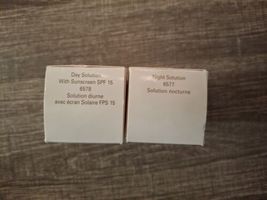 Day Solution
With Sunscreen SPF 15
6578
Solution diurne
avec écran Solaire FPS 15
Night Solution
6577
Solution nocturne